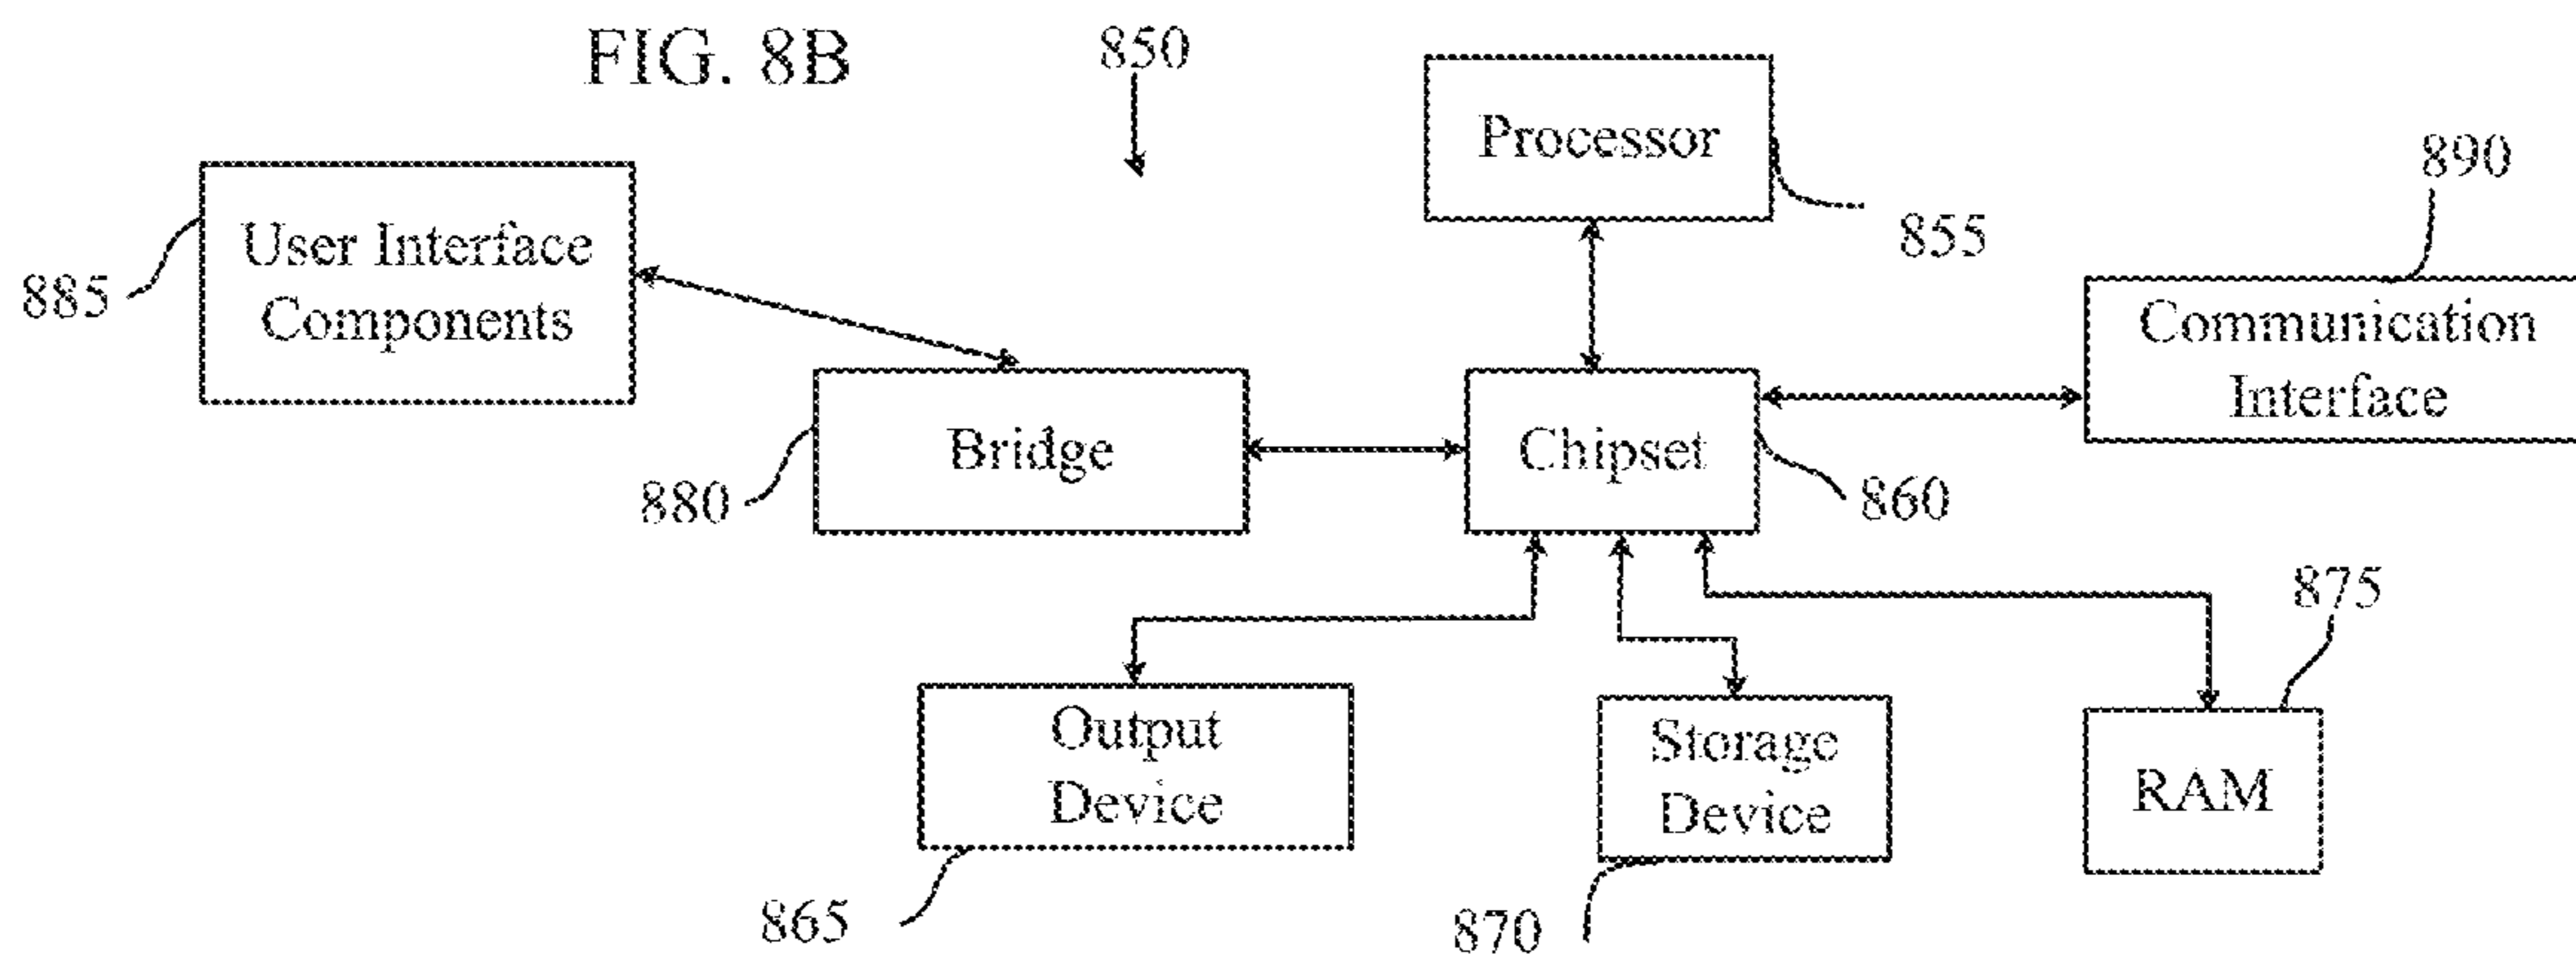 FIG. 8B
850
Processor
855
890
User Interface
Components
885
Communication
Interface
Bridge
880
Chipset
860
875
Output
Device
865
Storage
Device
870
RAM